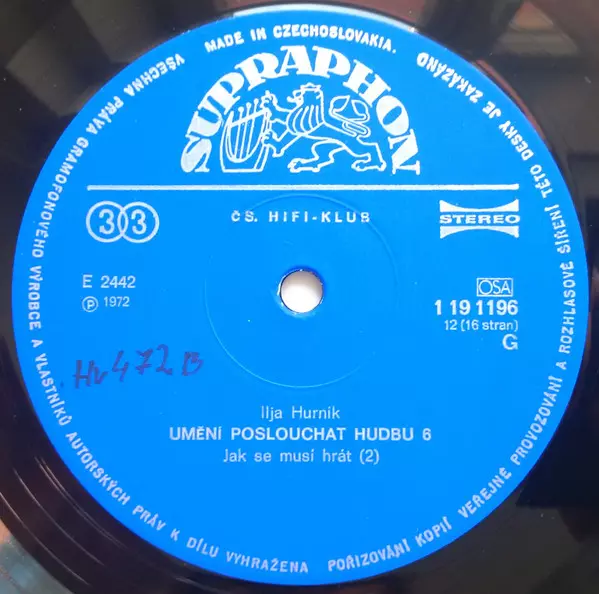 MADE IN CZECHOSLOVAKIA.
VŠECHNA PRÁVA GRAMOFONOVÉHO VÝROBCE A VLASTNÍKŮ AUTORSKÝCH PRÁV K DÍLU VYHRAŽENA
POŘIZOVÁNÍ KOPIÍ VEŘEJNÉ PROVOZOVÁNÍ A ROZHLASOVÉ ŠÍŘENÍ TÉTO DESKY JE ZAKÁZÁNO
SUPRAPHON
33
ČS. HIFI-KLUB
STEREO
E 2442
Ⓟ 1972
OSA
1 19 1196
12 (16 stran)
G
Hv 472 B
Ilja Hurník
UMĚNÍ POSLOUCHAT HUDBU 6
Jak se musí hrát (2)